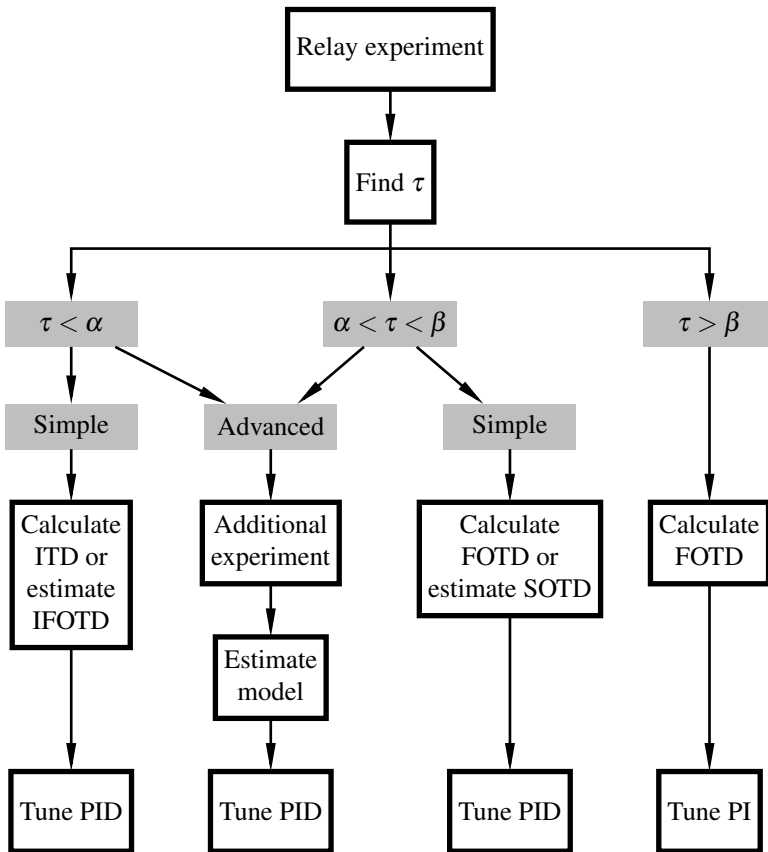 Relay experiment
Find τ
τ < α
α < τ < β
τ > β
Simple
Advanced
Simple
Calculate
ITD or
estimate
IFOTD
Additional
experiment
Calculate
FOTD or
estimate SOTD
Calculate
FOTD
Estimate
model
Tune PID
Tune PID
Tune PID
Tune PI